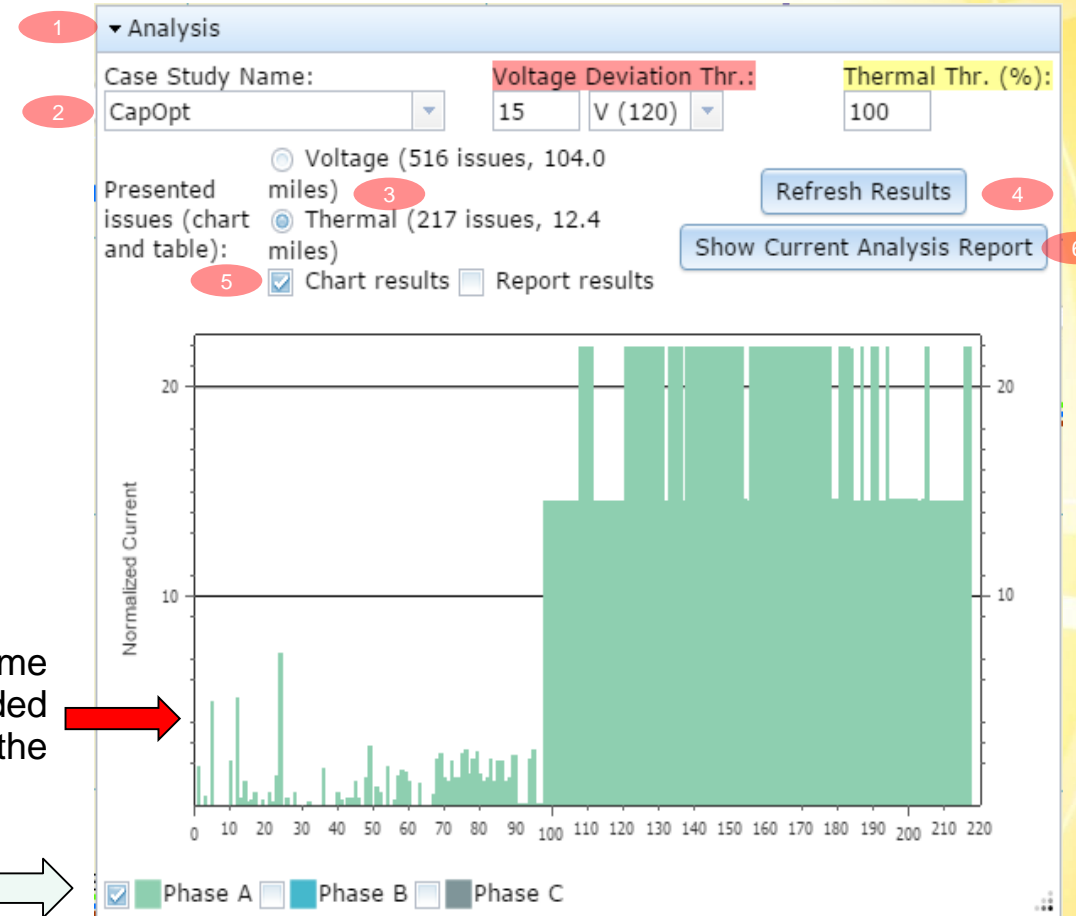 1
Analysis
Case Study Name:
Voltage Deviation Thr.:
Thermal Thr. (%):
2
CapOpt
15
V (120)
100
Presented
issues (chart
and table):
Voltage (516 issues, 104.0
miles)
3
Thermal (217 issues, 12.4
miles)
Refresh Results
4
Show Current Analysis Report
6
5
Chart results
Report results
20
20
Normalized Current
10
10
me
ded
the
0 10 20 30 40 50 60 70 80 90 100 110 120 130 140 150 160 170 180 190 200 210 220
Phase A
Phase B
Phase C